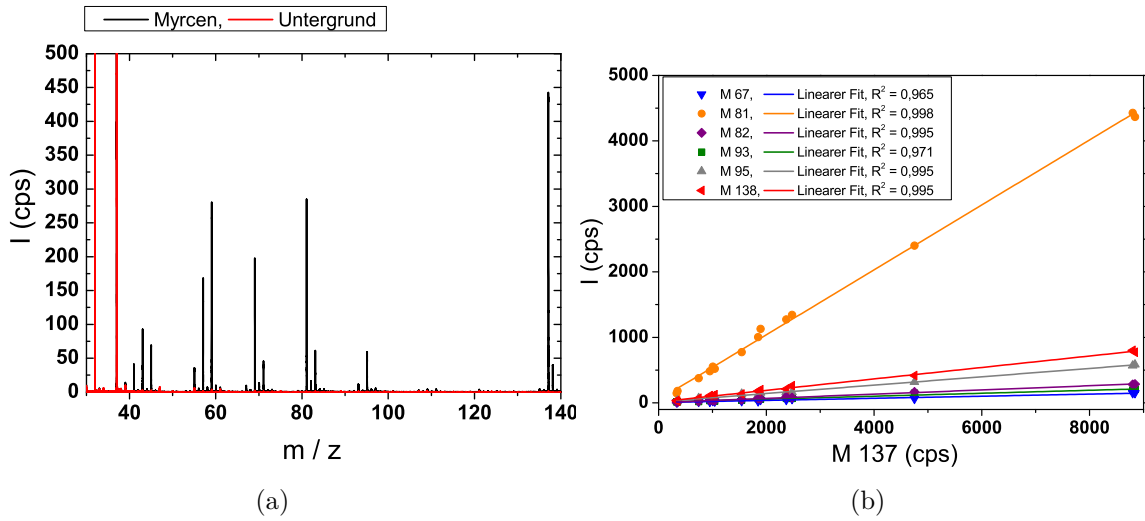 Myrcen, Untergrund
500
450
400
350
300
250
200
150
100
50
0
I (cps)
40 60 80 100 120 140
m / z
(a)
5000
4000
3000
2000
1000
0
I (cps)
M 67, Linearer Fit, R² = 0,965
M 81, Linearer Fit, R² = 0,998
M 82, Linearer Fit, R² = 0,995
M 93, Linearer Fit, R² = 0,971
M 95, Linearer Fit, R² = 0,995
M 138, Linearer Fit, R² = 0,995
0 2000 4000 6000 8000
M 137 (cps)
(b)